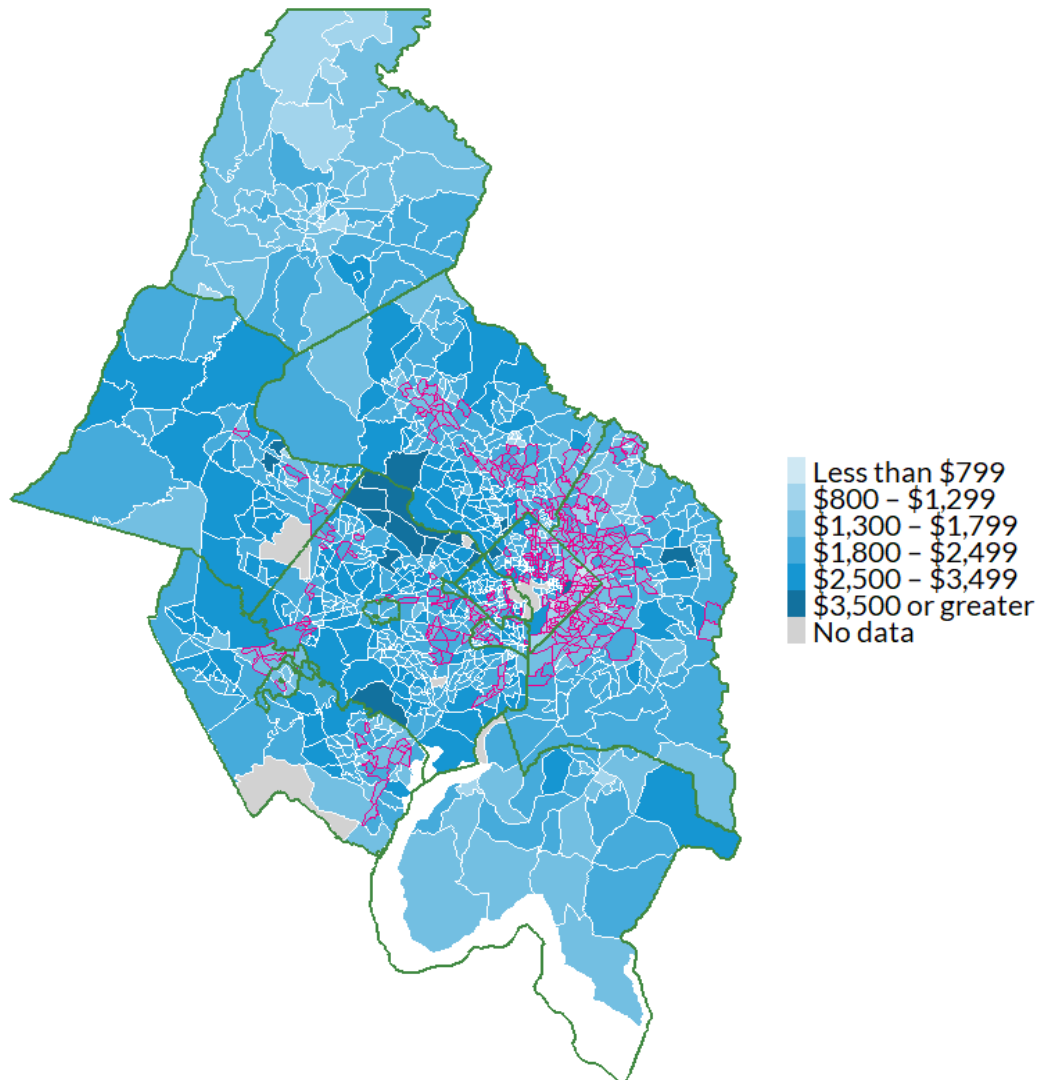 Less than $799
$800 – $1,299
$1,300 – $1,799
$1,800 – $2,499
$2,500 – $3,499
$3,500 or greater
No data